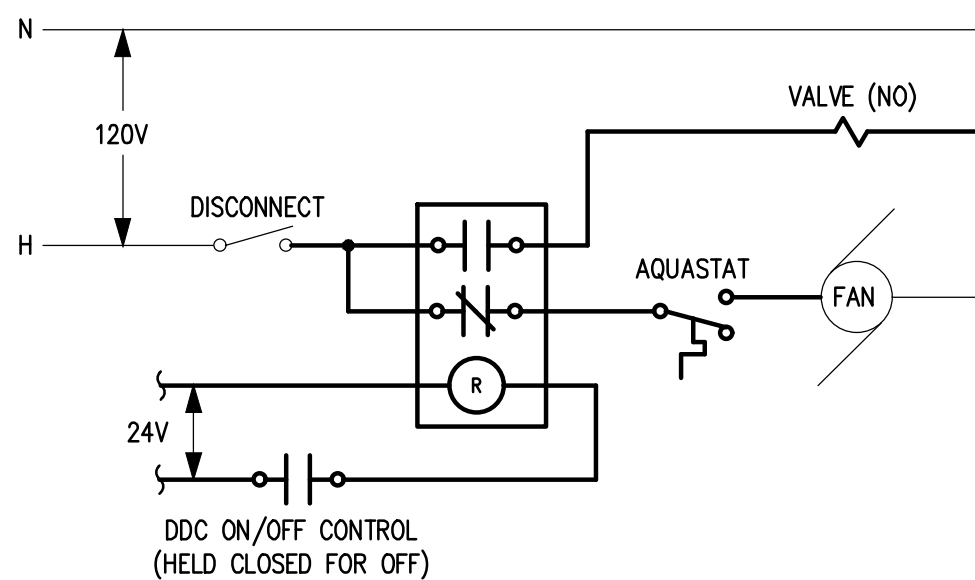 N
VALVE (NO)
120V
DISCONNECT
H
AQUASTAT
FAN
R
24V
DDC ON/OFF CONTROL
(HELD CLOSED FOR OFF)